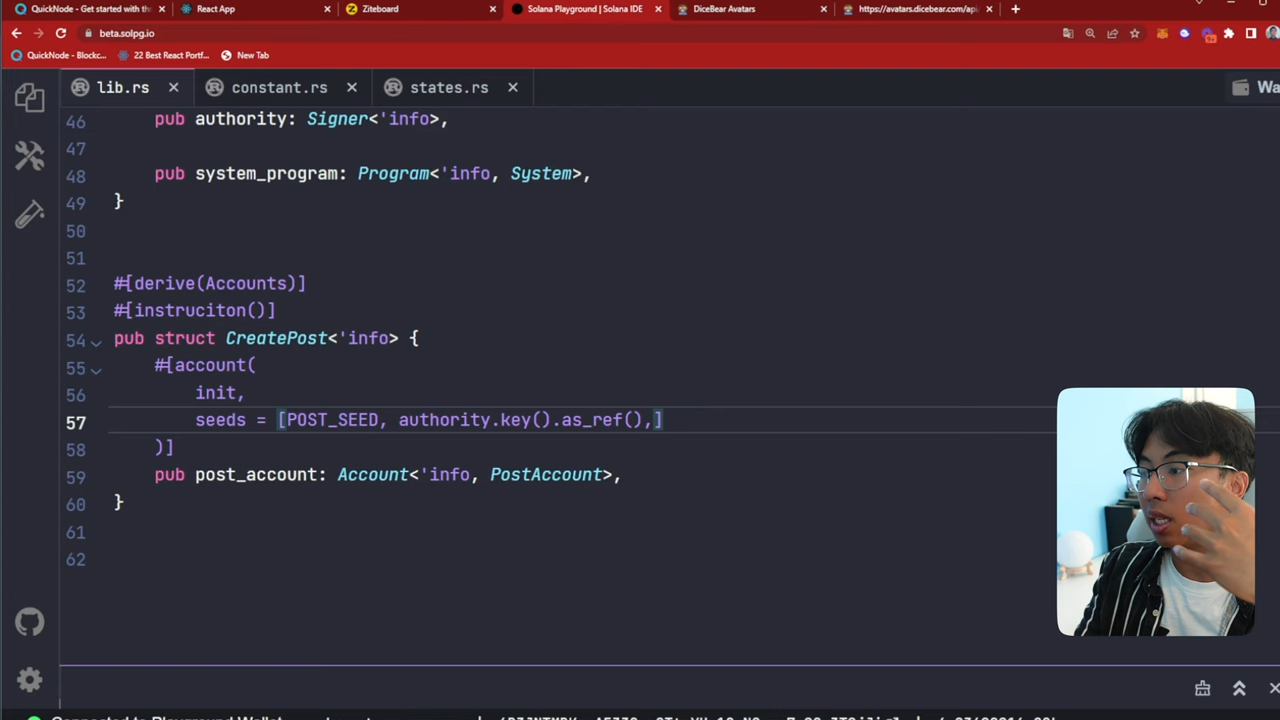 QuickNode - Get started with th
React App
Ziteboard
Solana Playground | Solana IDE
DiceBear Avatars
https://avatars.dicebear.com/api
beta.solpg.io
QuickNode - Blockc...
22 Best React Portf...
New Tab
lib.rs
constant.rs
states.rs
Wa
46 pub authority: Signer<'info>,
47
48 pub system_program: Program<'info, System>,
49 }
50
51
52 #[derive(Accounts)]
53 #[instruciton()]
54 pub struct CreatePost<'info> {
55 #[account(
56 init,
57 seeds = [POST_SEED, authority.key().as_ref(),]
58 )]
59 pub post_account: Account<'info, PostAccount>,
60 }
61
62